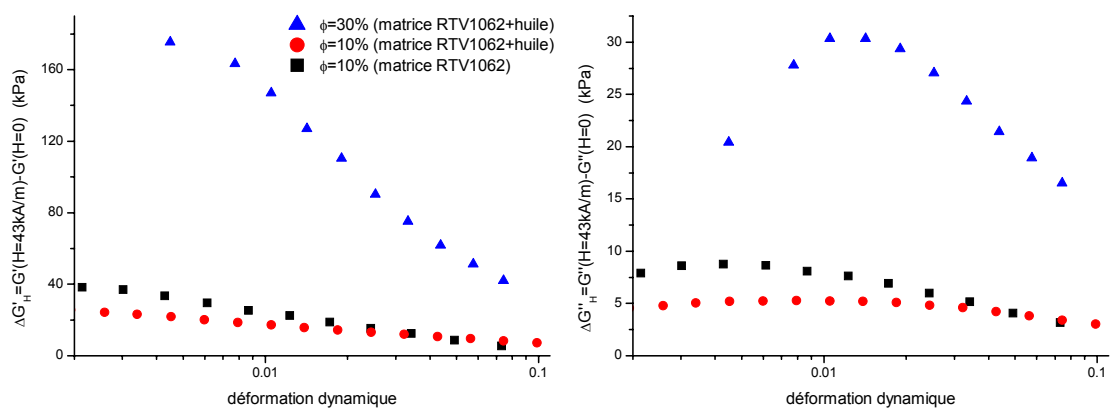 ΔG'H=G'(H=43kA/m)-G'(H=0) (kPa)
160
120
80
40
0
ϕ=30% (matrice RTV1062+huile)
ϕ=10% (matrice RTV1062+huile)
ϕ=10% (matrice RTV1062)
0.01
0.1
déformation dynamique
ΔG''H=G''(H=43kA/m)-G''(H=0) (kPa)
30
25
20
15
10
5
0
0.01
0.1
déformation dynamique